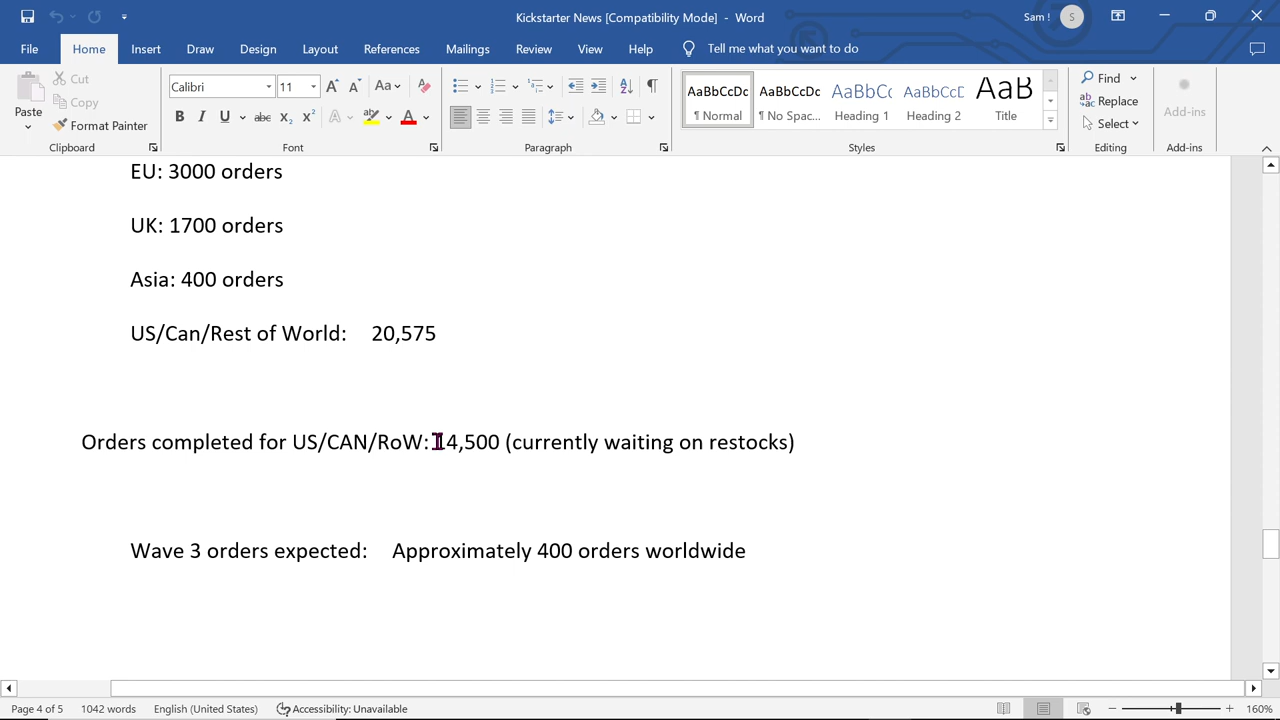 Kickstarter News [Compatibility Mode] - Word
Sam !
S
File Home Insert Draw Design Layout References Mailings Review View Help Tell me what you want to do
Paste
Cut
Copy
Format Painter
Clipboard
Calibri 11
Aa
B I U abc x₂ x² A A
Font
Paragraph
AaBbCcDc AaBbCcDc AaBbCc AaBbCcD AaB
¶ Normal ¶ No Spac... Heading 1 Heading 2 Title
Styles
Find
Replace
Select
Editing
Add-ins
Add-ins
EU: 3000 orders
UK: 1700 orders
Asia: 400 orders
US/Can/Rest of World: 20,575
Orders completed for US/CAN/RoW: 14,500 (currently waiting on restocks)
Wave 3 orders expected: Approximately 400 orders worldwide
Page 4 of 5 1042 words English (United States) Accessibility: Unavailable 160%